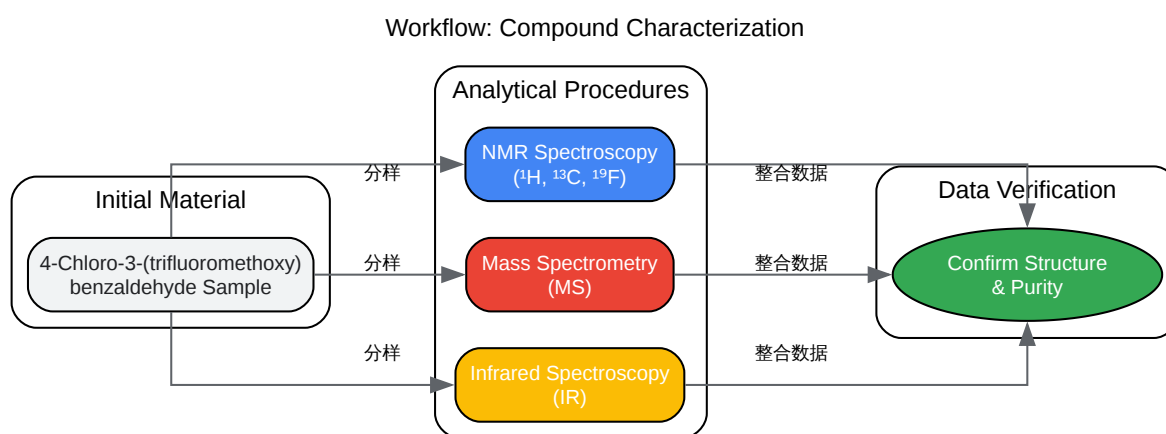 Workflow: Compound Characterization
Initial Material
4-Chloro-3-(trifluoromethoxy)
benzaldehyde Sample
分样
分样
分样
Analytical Procedures
NMR Spectroscopy
(¹H, ¹³C, ¹⁹F)
Mass Spectrometry
(MS)
Infrared Spectroscopy
(IR)
整合数据
整合数据
整合数据
Data Verification
Confirm Structure
& Purity